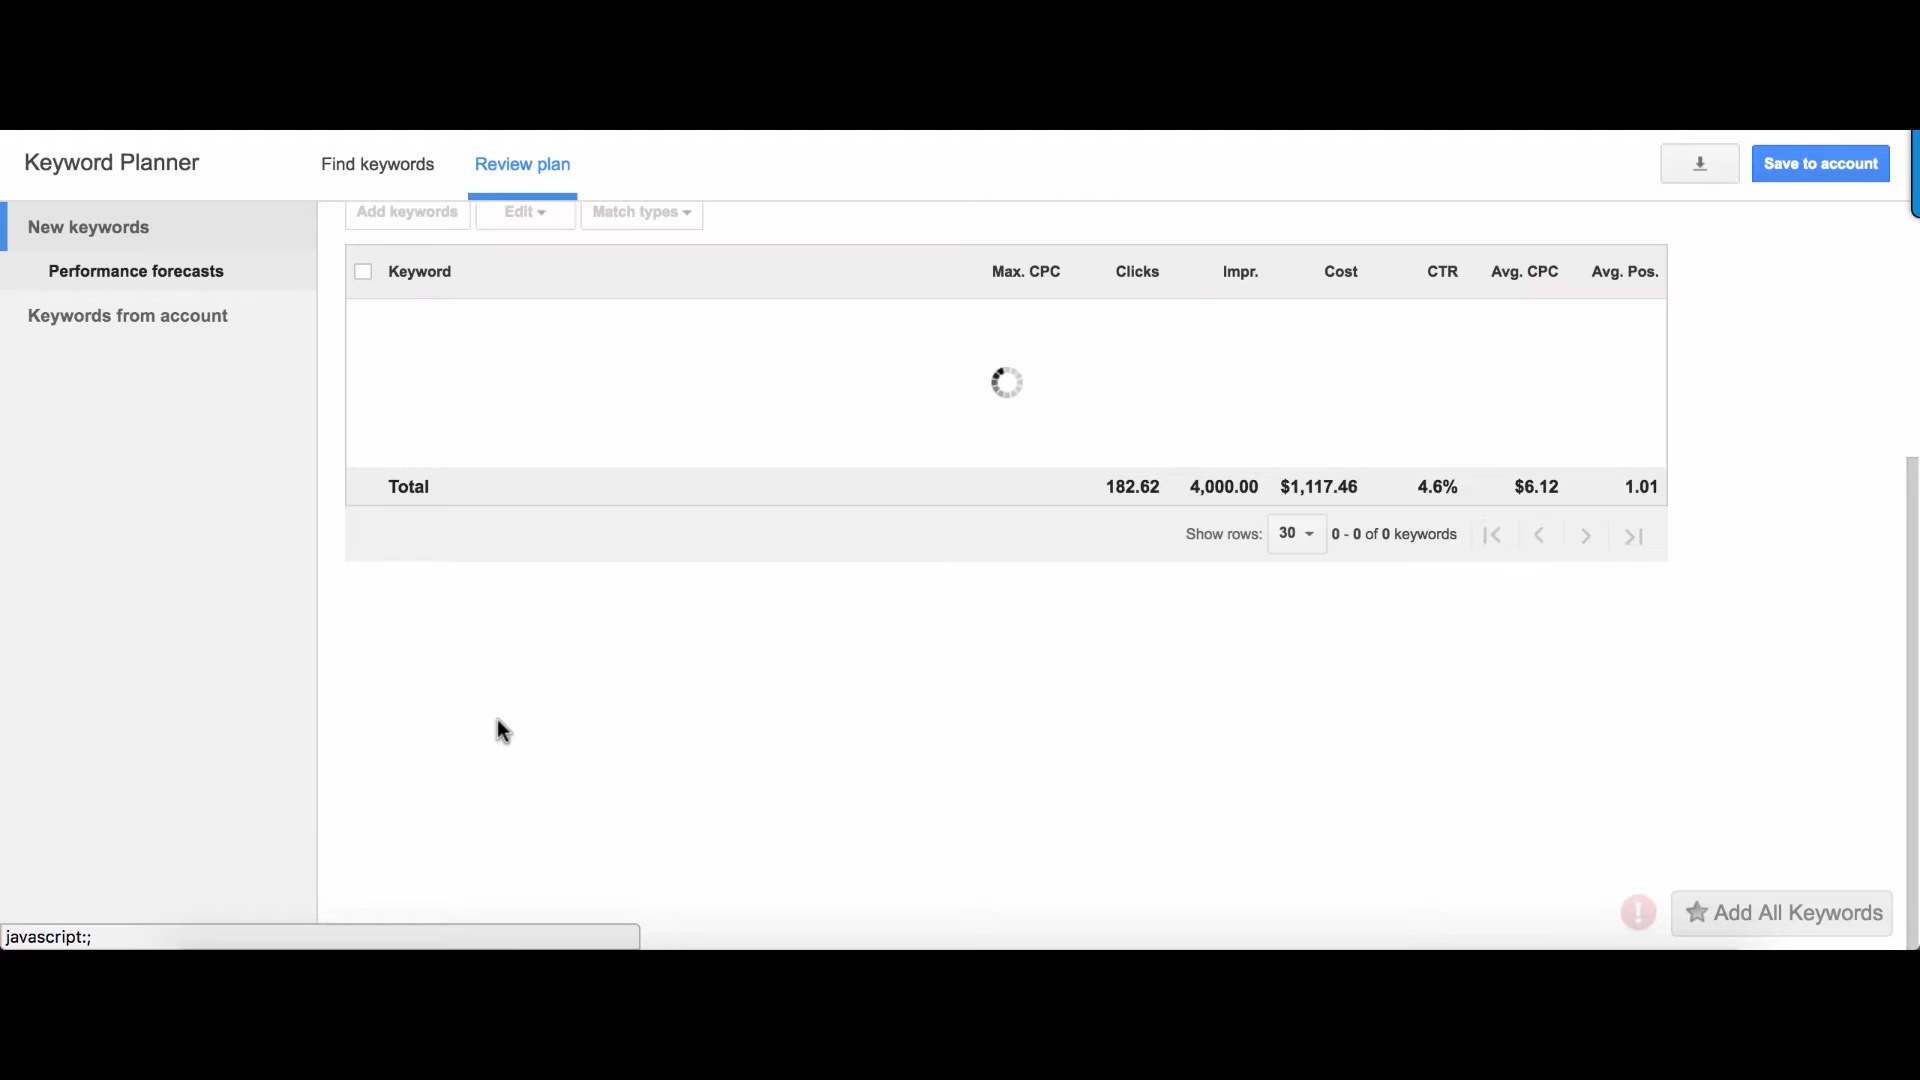 Keyword Planner
Find keywords
Review plan
Save to account
New keywords
Performance forecasts
Keywords from account
Add keywords
Edit
Match types
Keyword Max. CPC Clicks Impr. Cost CTR Avg. CPC Avg. Pos.
Total 182.62 4,000.00 $1,117.46 4.6% $6.12 1.01
Show rows: 30 0 - 0 of 0 keywords
! Add All Keywords
javascript:;